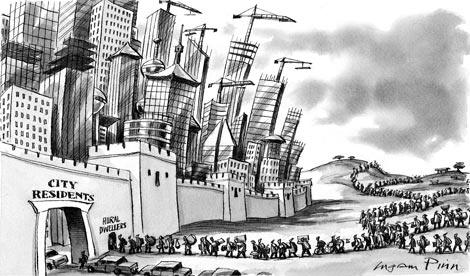 CITY
RESIDENTS
RURAL
DWELLERS
Ingram Pinn